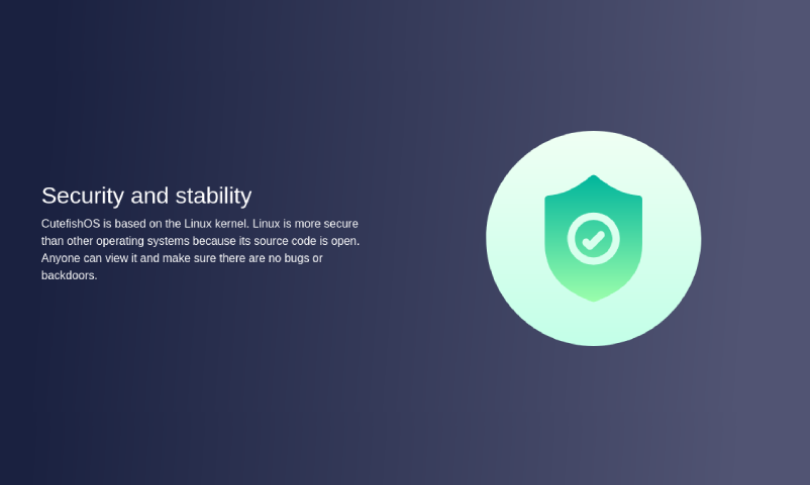 Security and stability
CutefishOS is based on the Linux kernel. Linux is more secure
than other operating systems because its source code is open.
Anyone can view it and make sure there are no bugs or
backdoors.